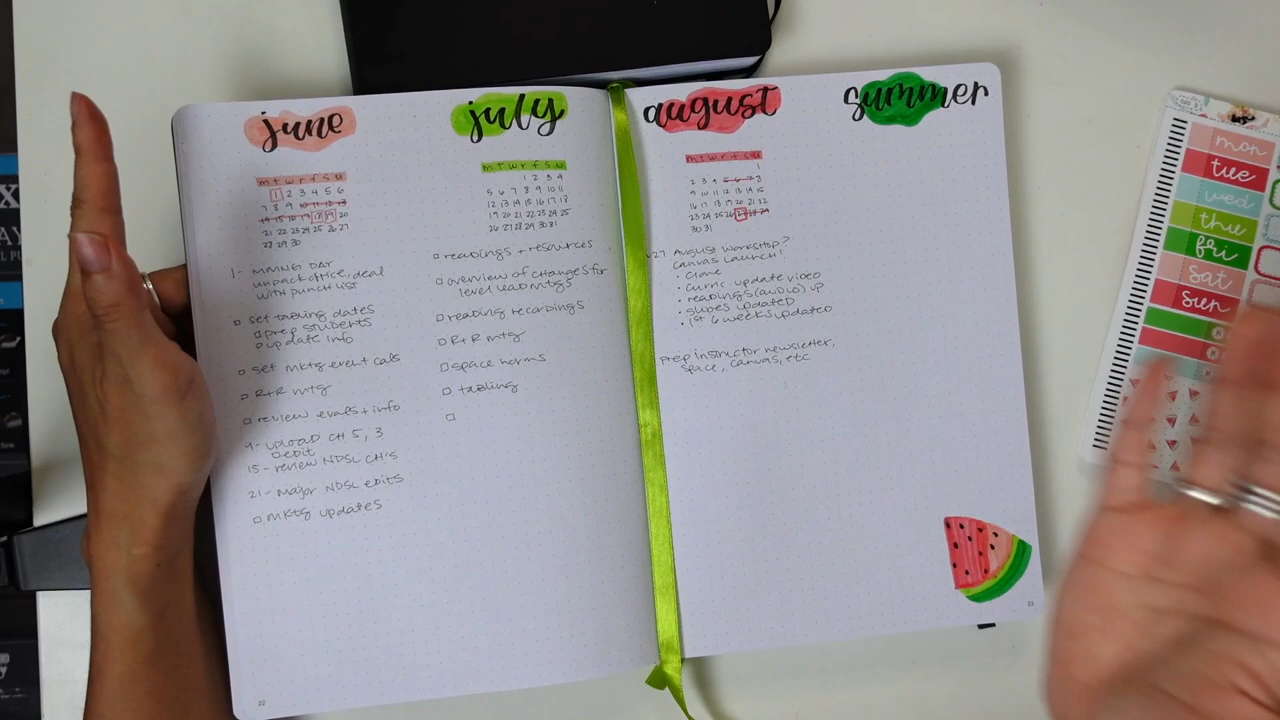 june
m t w r f s u
1 2 3 4 5 6
7 8 9 10 11 12 13
14 15 16 17 18 19 20
21 22 23 24 25 26 27
28 29 30
1- MVING DAY
unpack office, deal
with punch list
set tabling dates
prep students
update info
set mktg event cals
R+R mtg
review evals + info
upload CH 5, 3
edit
15- review NDSL CH'S
21- Major NDSL edits
mktg updates
22
july
m t w r f s u
1 2 3 4
5 6 7 8 9 10 11
12 13 14 15 16 17 18
19 20 21 22 23 24 25
26 27 28 29 30 31
readings + resources
overview of changes for
level lead mtgs
reading recordings
R+R mtg
space norms
tabling
august
m t w r f s u
1
2 3 4 5 6 7 8
9 10 11 12 13 14 15
16 17 18 19 20 21 22
23 24 25 26 27 28 29
30 31
27 August workshop?
canvas launch!
• clone
• curric. update video
• readings (audio) up
• slides updated
• 1st 6 weeks updated
Prep instructor newsletter,
space, canvas, etc
summer
23
mon
tue
wed
thu
fri
sat
sun